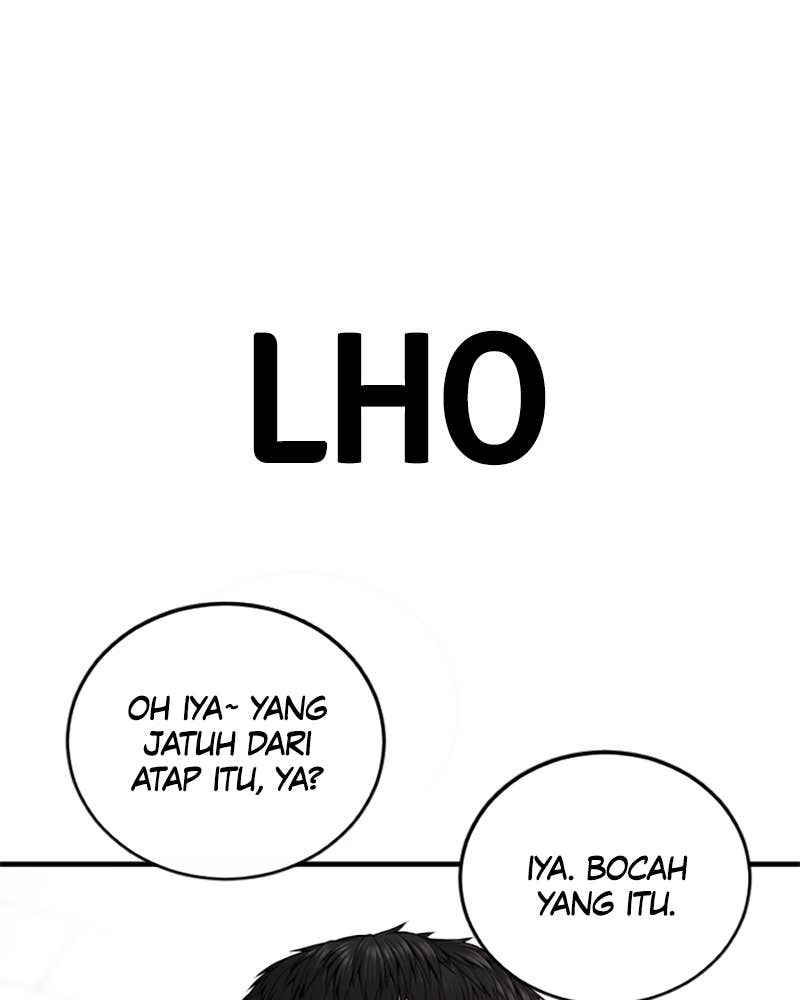 LHO
OH IYA~ YANG
JATUH DARI
ATAP ITU, YA?
IYA. BOCAH
YANG ITU.